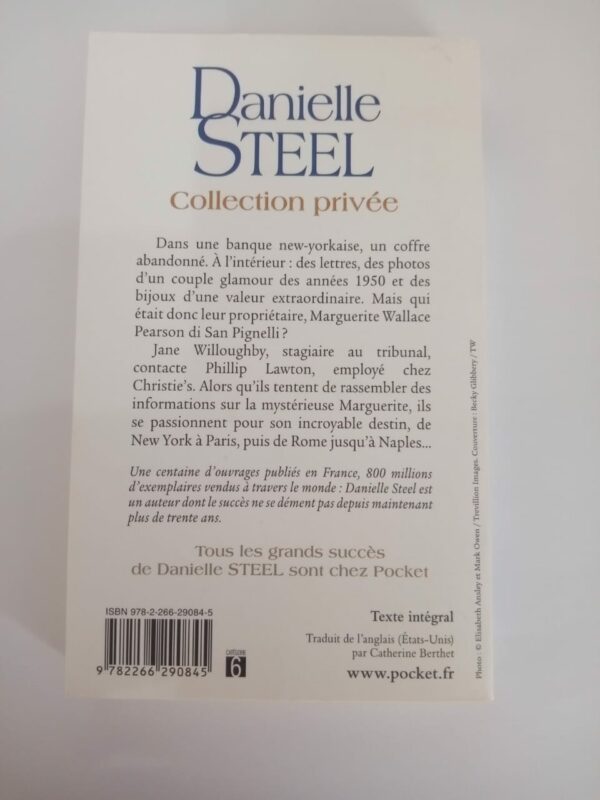 Danielle
STEEL
Collection privée
Dans une banque new-yorkaise, un coffre
abandonné. À l'intérieur : des lettres, des photos
d'un couple glamour des années 1950 et des
bijoux d'une valeur extraordinaire. Mais qui
était donc leur propriétaire, Marguerite Wallace
Pearson di San Pignelli ?
Jane Willoughby, stagiaire au tribunal,
contacte Phillip Lawton, employé chez
Christie's. Alors qu'ils tentent de rassembler des
informations sur la mystérieuse Marguerite, ils
se passionnent pour son incroyable destin, de
New York à Paris, puis de Rome jusqu'à Naples...
Une centaine d'ouvrages publiés en France, 800 millions
d'exemplaires vendus à travers le monde : Danielle Steel est
un auteur dont le succès ne se dément pas depuis maintenant
plus de trente ans.
Tous les grands succès
de Danielle STEEL sont chez Pocket
ISBN 978-2-266-29084-5
9 782266 290845
CATÉGORIE
6
Texte intégral
Traduit de l'anglais (États-Unis)
par Catherine Berthet
www.pocket.fr
Photo : © Elisabeth Ansley et Mark Owen / Trevillion Images. Couverture : Becky Glibbery / TW